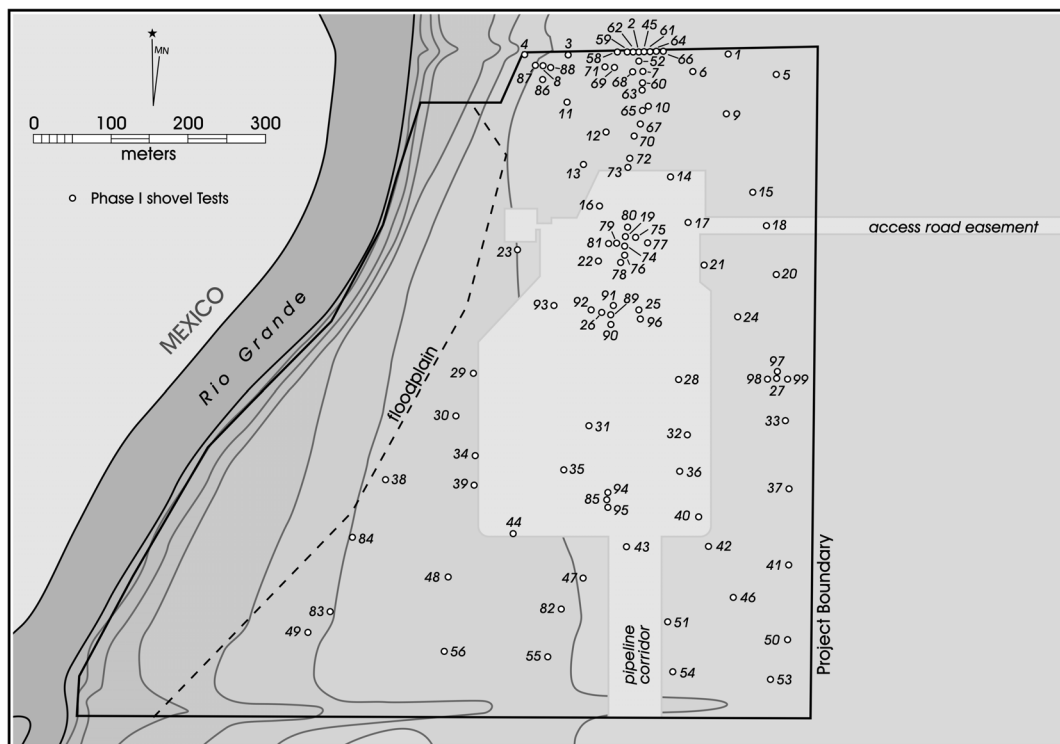 MN
0 100 200 300
meters
Phase I shovel Tests
MEXICO
Rio Grande
floodplain
access road easement
Project Boundary
pipeline
corridor
62 2 45 61
59 64
4 3 58 66 1
52
87 8 88 71 7 6 5
69 68 60
86 63
11 65 10 9
67
12 70
72
13 73 14
15
16
80 19 17 18
79 75
23 81 77
22 74 21 20
78 76
91 89 25
93 92 24
26 96
90
97
29 28 98 99
27
30 31 33
32
34 35 36
38 39 94 37
85
95 40
44
84 43 42
41
48 47
46
83 82
49 51 50
56 55
54 53